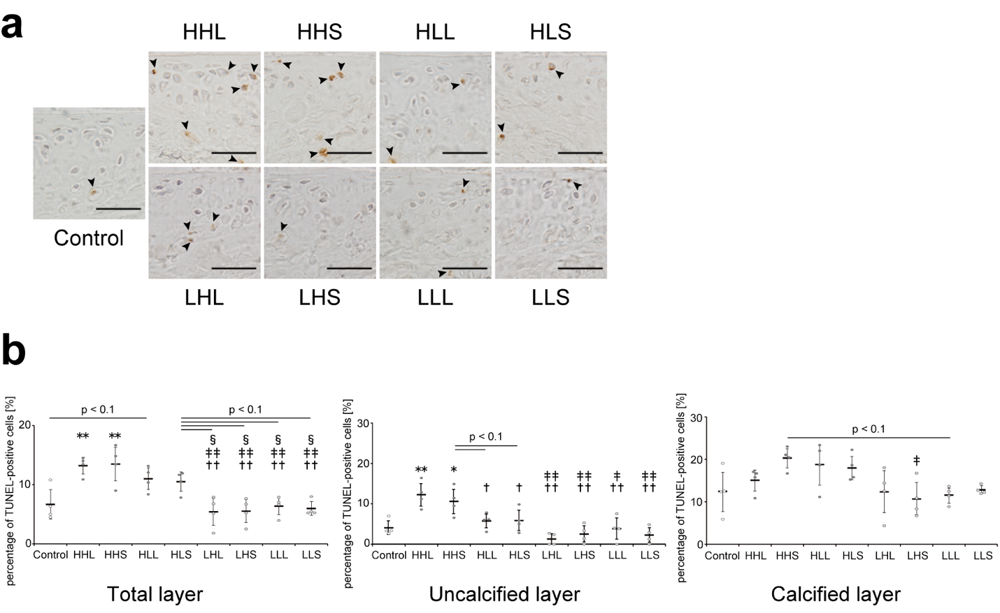 a
HHL HHS HLL HLS
Control
LHL LHS LLL LLS
b
percentage of TUNEL-positive cells [%]
p < 0.1 p < 0.1
20
** ** § § § §
‡‡ ‡‡ ‡‡ ‡‡
†† †† †† ††
10
0
Control HHL HHS HLL HLS LHL LHS LLL LLS
Total layer
percentage of TUNEL-positive cells [%]
30
p < 0.1
20
** * ‡‡ ‡‡ ‡ ‡‡
† † †† †† †† ††
10
0
Control HHL HHS HLL HLS LHL LHS LLL LLS
Uncalcified layer
percentage of TUNEL-positive cells [%]
30
p < 0.1
20
‡
10
0
Control HHL HHS HLL HLS LHL LHS LLL LLS
Calcified layer